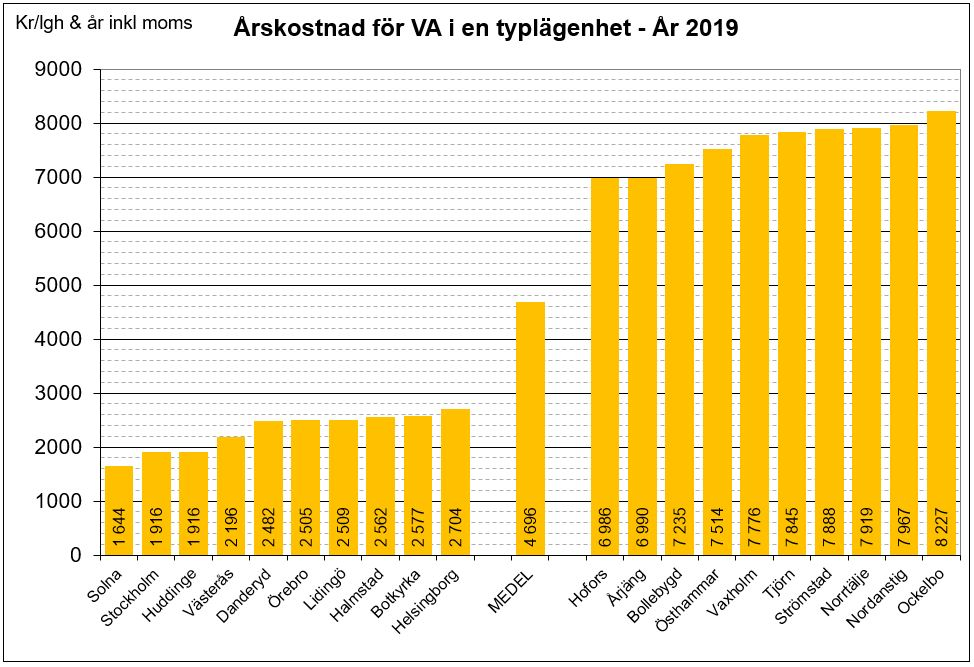 Kr/lgh & år inkl moms
Årskostnad för VA i en typlägenhet - År 2019
9000
8000
7000
6000
5000
4000
3000
2000
1000
0
1 644
1 916
1 916
2 196
2 482
2 505
2 509
2 562
2 577
2 704
4 696
6 986
6 990
7 235
7 514
7 776
7 845
7 888
7 919
7 967
8 227
Solna
Stockholm
Huddinge
Västerås
Danderyd
Örebro
Lidingö
Halmstad
Botkyrka
Helsingborg
MEDEL
Hofors
Årjäng
Bollebygd
Östhammar
Vaxholm
Tjörn
Strömstad
Norrtälje
Nordanstig
Ockelbo